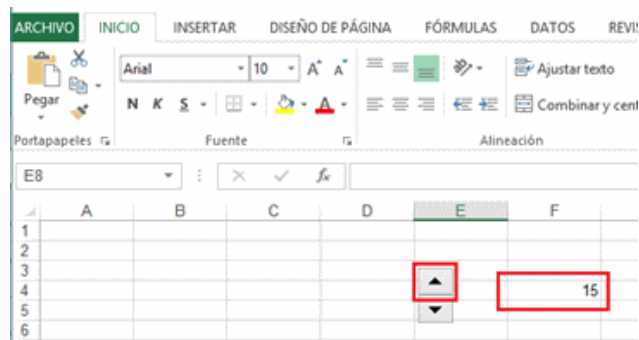 ARCHIVO INICIO INSERTAR DISEÑO DE PÁGINA FÓRMULAS DATOS
Arial 10 A A Ajustar texto
Pegar N K S A Combinar y cent
Portapapeles Fuente Alineación
E8 fx
A B C D E F
1
2
3
4 15
5
6